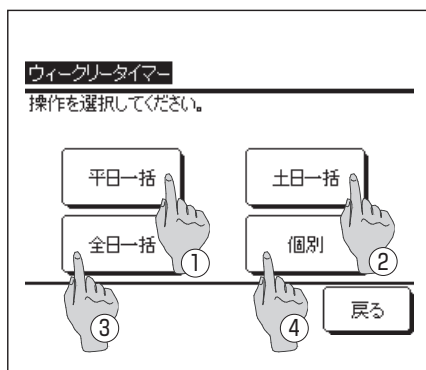 ウィークリータイマー
操作を選択してください。
平日一括
土日一括
①
②
全日一括
個別
③
④
戻る